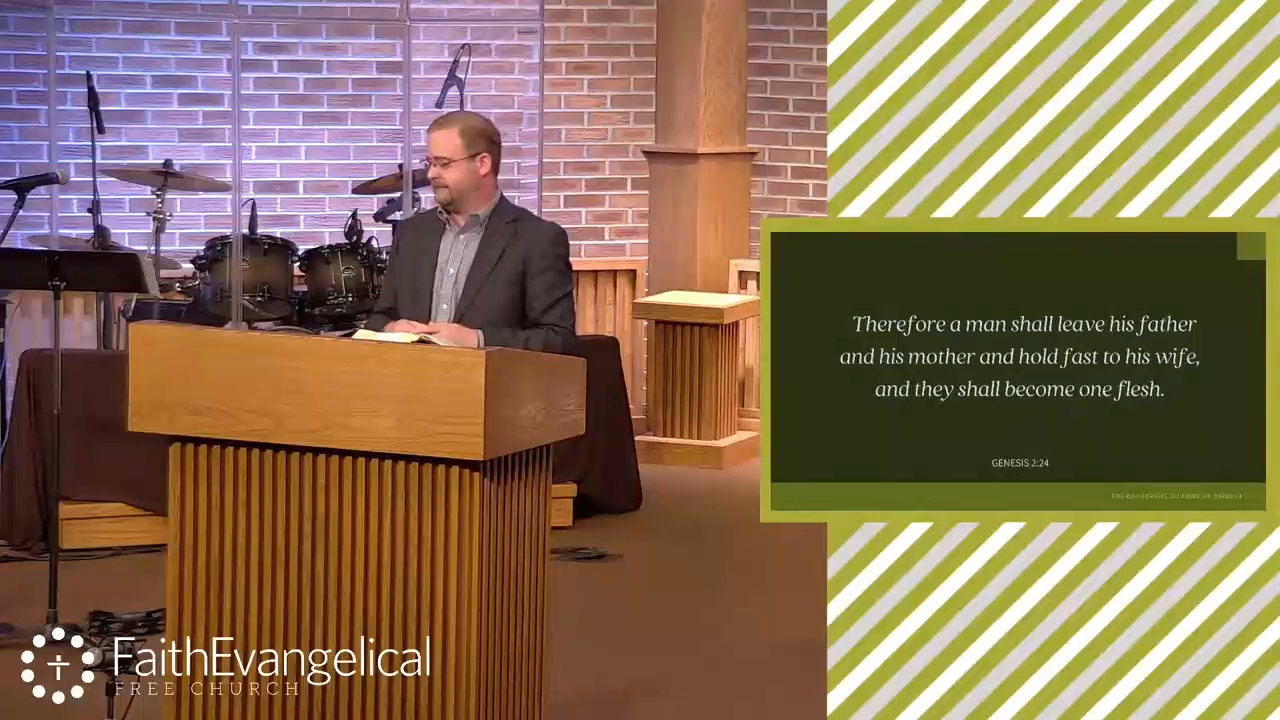 Therefore a man shall leave his father
and his mother and hold fast to his wife,
and they shall become one flesh.
GENESIS 2:24
FaithEvangelical
FREE CHURCH